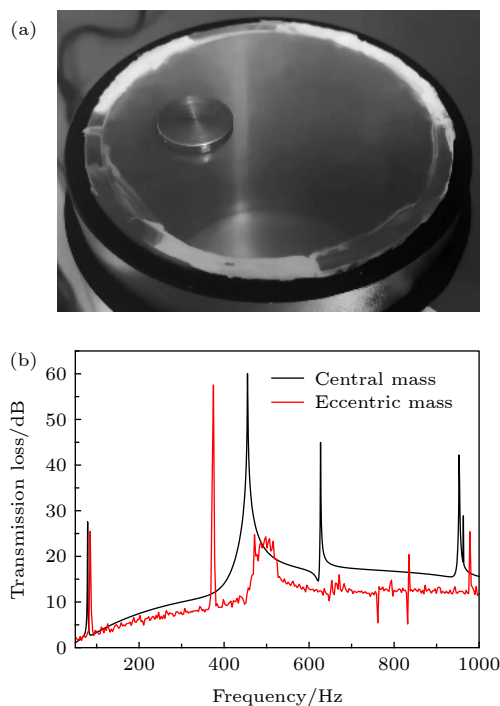 (a)
(b)
Transmission loss/dB
60
50
40
30
20
10
0
Central mass
Eccentric mass
200
400
600
800
1000
Frequency/Hz